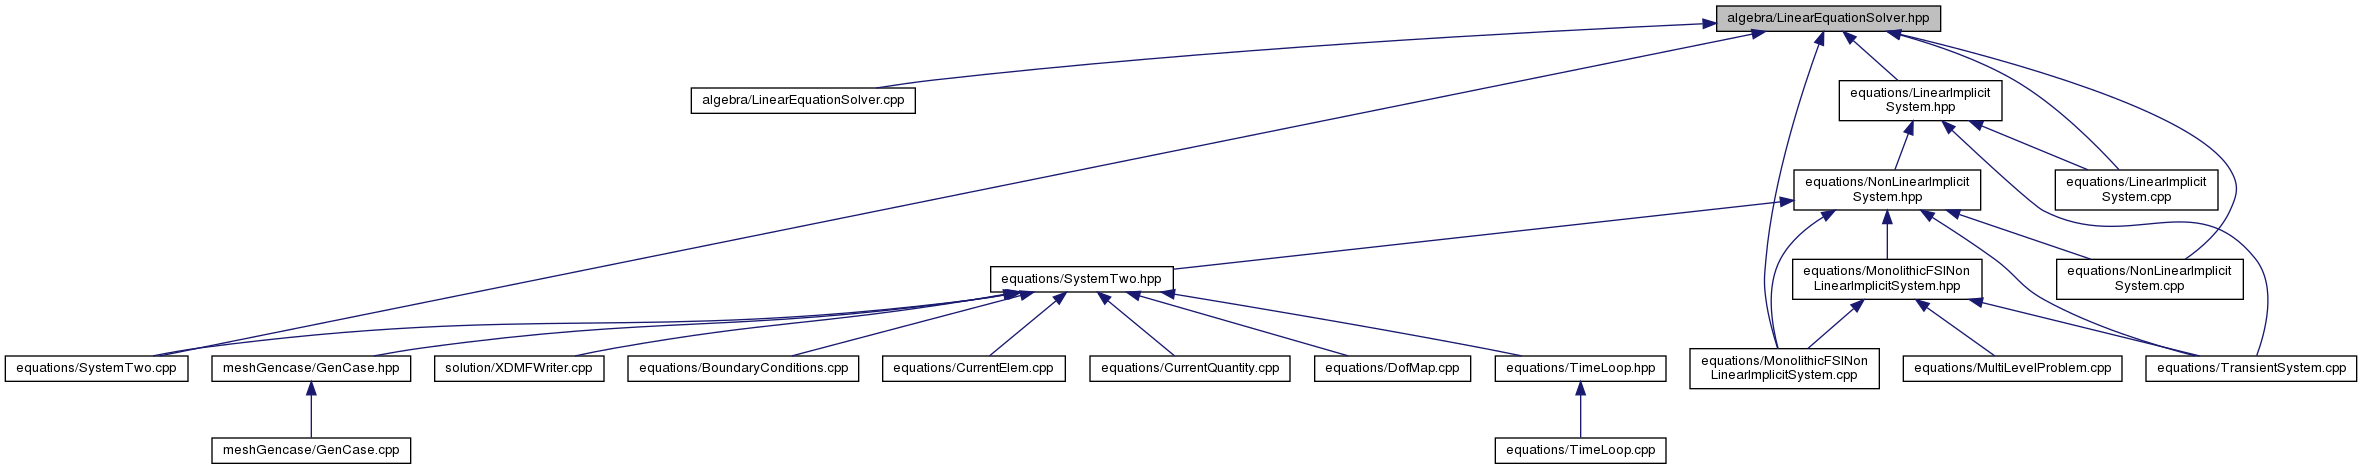 algebra/LinearEquationSolver.hpp
algebra/LinearEquationSolver.cpp
equations/LinearImplicit
System.hpp
equations/NonLinearImplicit
System.hpp
equations/LinearImplicit
System.cpp
equations/SystemTwo.hpp
equations/MonolithicFSINon
LinearImplicitSystem.hpp
equations/NonLinearImplicit
System.cpp
equations/SystemTwo.cpp
meshGencase/GenCase.hpp
solution/XDMFWriter.cpp
equations/BoundaryConditions.cpp
equations/CurrentElem.cpp
equations/CurrentQuantity.cpp
equations/DofMap.cpp
equations/TimeLoop.hpp
equations/MonolithicFSINon
LinearImplicitSystem.cpp
equations/MultiLevelProblem.cpp
equations/TransientSystem.cpp
meshGencase/GenCase.cpp
equations/TimeLoop.cpp